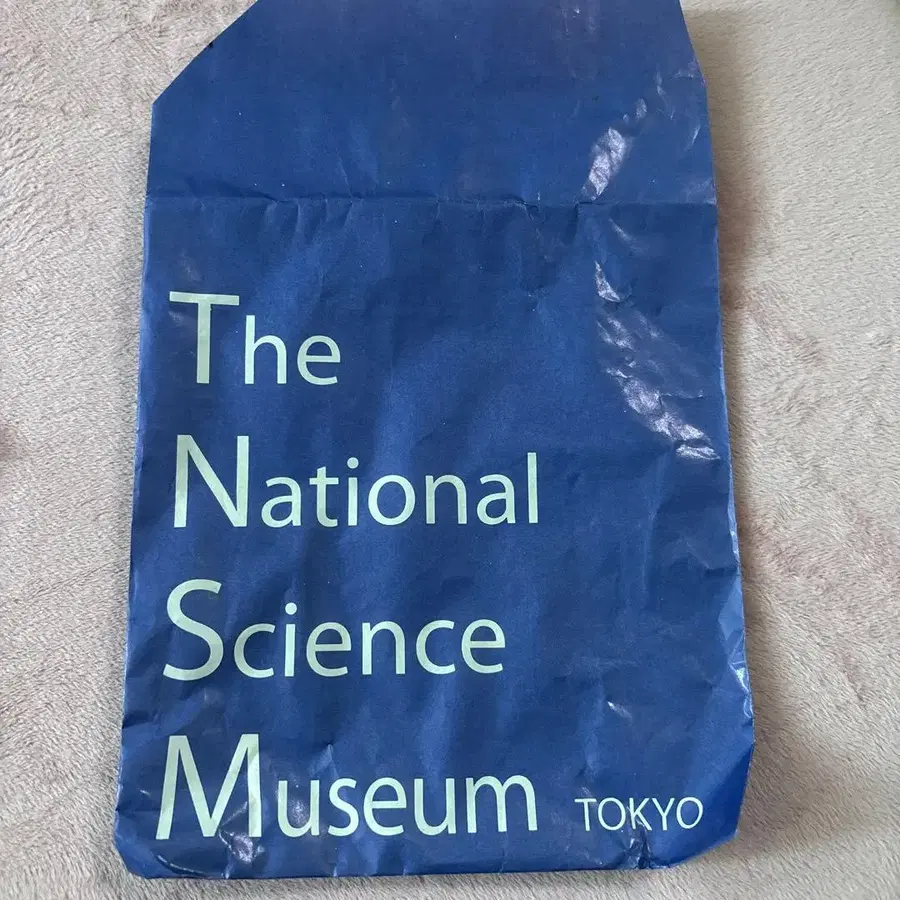 The
National
Science
Museum TOKYO